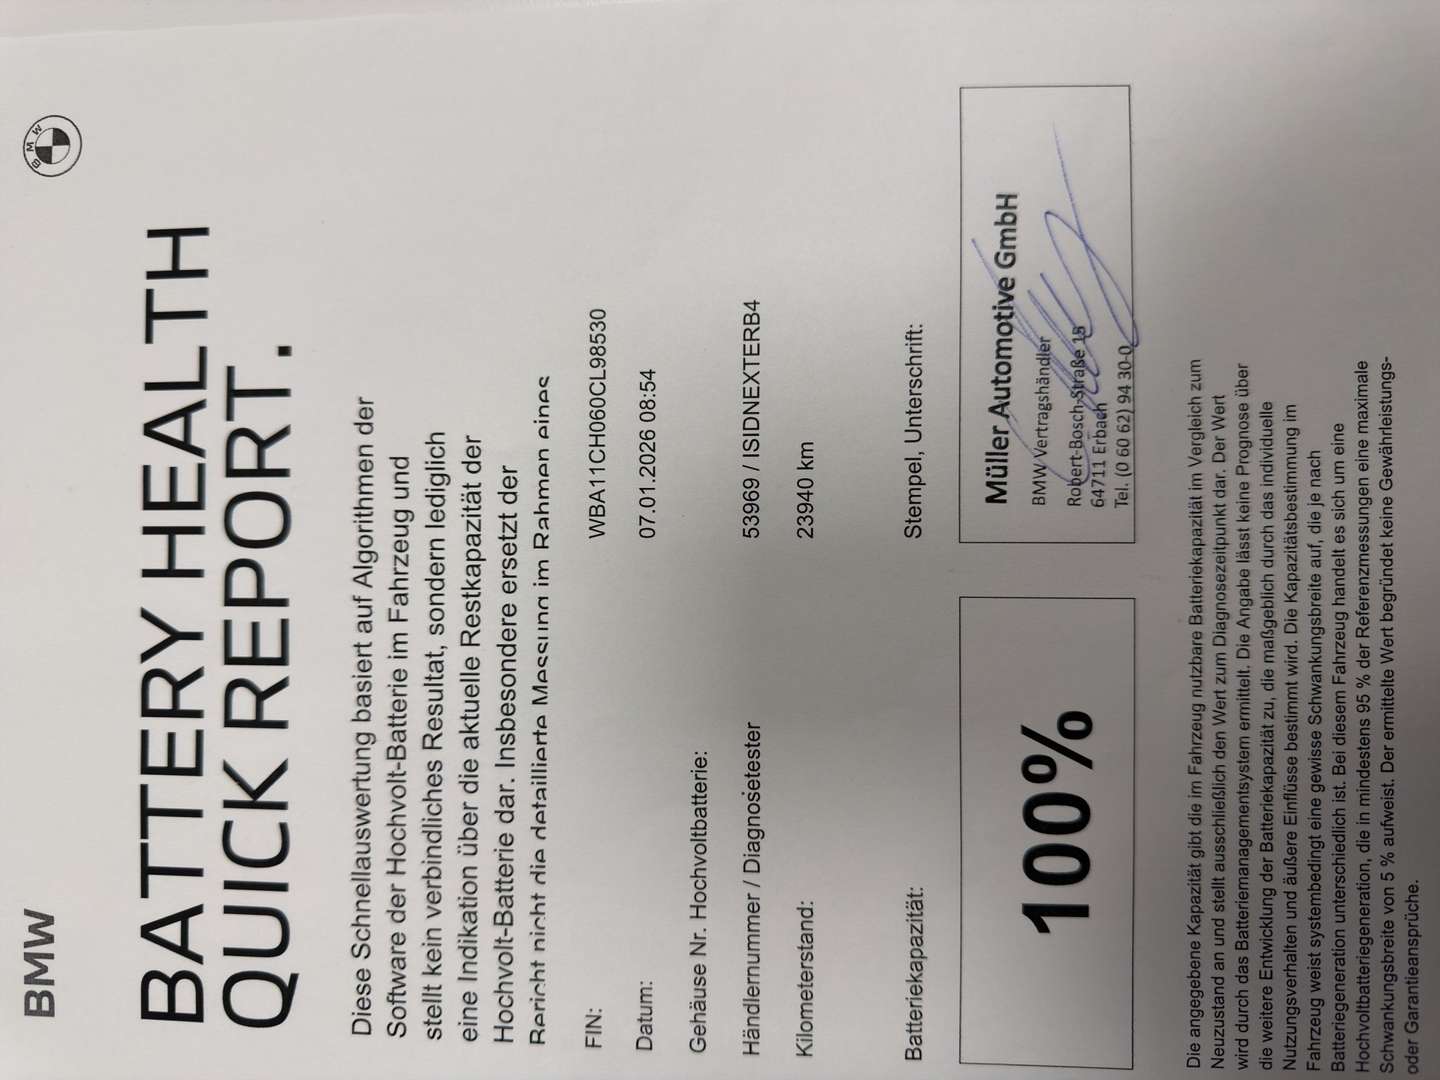 BMW
BATTERY HEALTH
QUICK REPORT.
Diese Schnellauswertung basiert auf Algorithmen der
Software der Hochvolt-Batterie im Fahrzeug und
stellt kein verbindliches Resultat, sondern lediglich
eine Indikation über die aktuelle Restkapazität der
Hochvolt-Batterie dar. Insbesondere ersetzt der
Bericht nicht die detaillierte Messung im Rahmen eines
FIN: WBA11CH060CL98530
Datum: 07.01.2026 08:54
Gehäuse Nr. Hochvoltbatterie:
Händlernummer / Diagnosetester 53969 / ISIDNEXTERB4
Kilometerstand: 23940 km
Batteriekapazität: Stempel, Unterschrift:
100%
Müller Automotive GmbH
BMW Vertragshändler
Robert-Bosch-Straße 15
64711 Erbach
Tel. (0 60 62) 94 30-0
Die angegebene Kapazität gibt die im Fahrzeug nutzbare Batteriekapazität im Vergleich zum
Neuzustand an und stellt ausschließlich den Wert zum Diagnosezeitpunkt dar. Der Wert
wird durch das Batteriemanagementsystem ermittelt. Die Angabe lässt keine Prognose über
die weitere Entwicklung der Batteriekapazität zu, die maßgeblich durch das individuelle
Nutzungsverhalten und äußere Einflüsse bestimmt wird. Die Kapazitätsbestimmung im
Fahrzeug weist systembedingt eine gewisse Schwankungsbreite auf, die je nach
Batteriegeneration unterschiedlich ist. Bei diesem Fahrzeug handelt es sich um eine
Hochvoltbatteriegeneration, die in mindestens 95 % der Referenzmessungen eine maximale
Schwankungsbreite von 5 % aufweist. Der ermittelte Wert begründet keine Gewährleistungs-
oder Garantieansprüche.